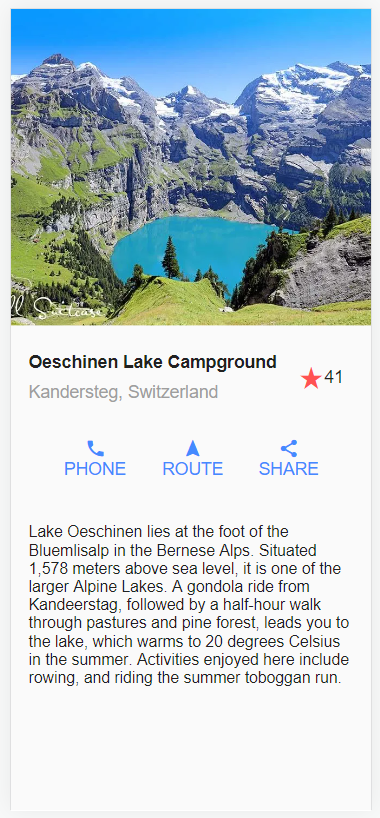 Suitcase
Oeschinen Lake Campground
Kandersteg, Switzerland
41
PHONE
ROUTE
SHARE
Lake Oeschinen lies at the foot of the
Bluemlisalp in the Bernese Alps. Situated
1,578 meters above sea level, it is one of the
larger Alpine Lakes. A gondola ride from
Kandeerstag, followed by a half-hour walk
through pastures and pine forest, leads you to
the lake, which warms to 20 degrees Celsius
in the summer. Activities enjoyed here include
rowing, and riding the summer toboggan run.